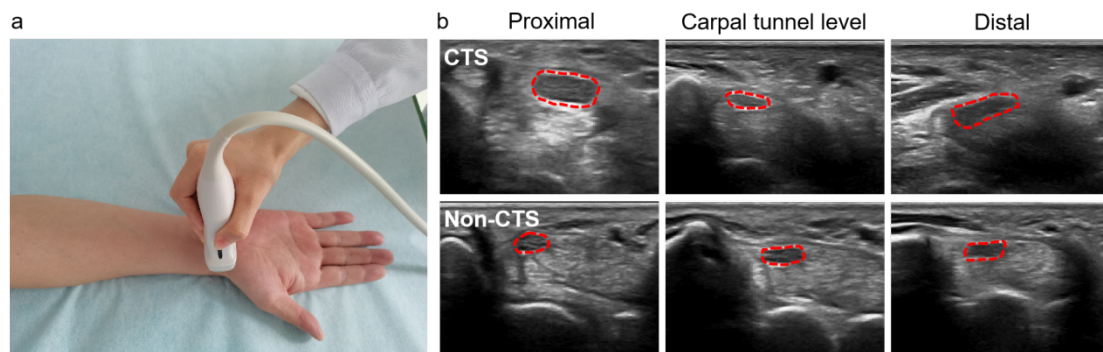 a
b
Proximal
Carpal tunnel level
Distal
CTS
Non-CTS